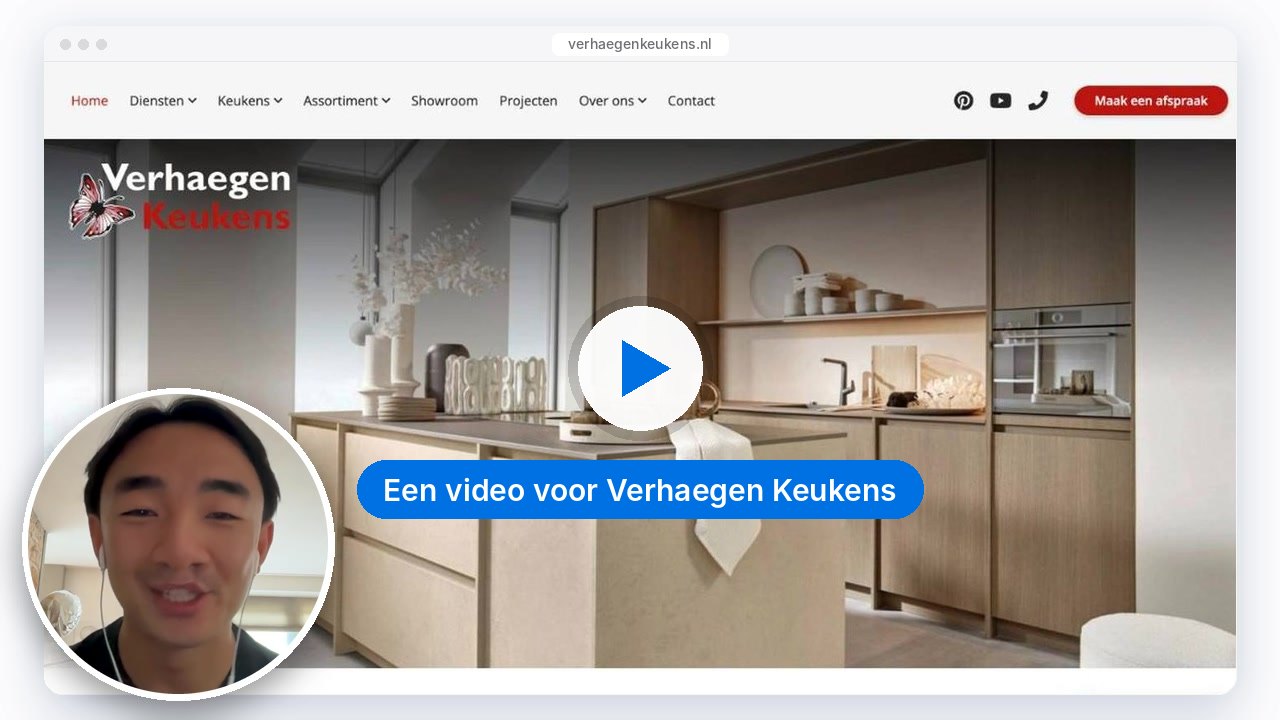 verhaegenkeukens.nl
Home Diensten Keukens Assortiment Showroom Projecten Over ons Contact Maak een afspraak
Verhaegen
Keukens
Een video voor Verhaegen Keukens